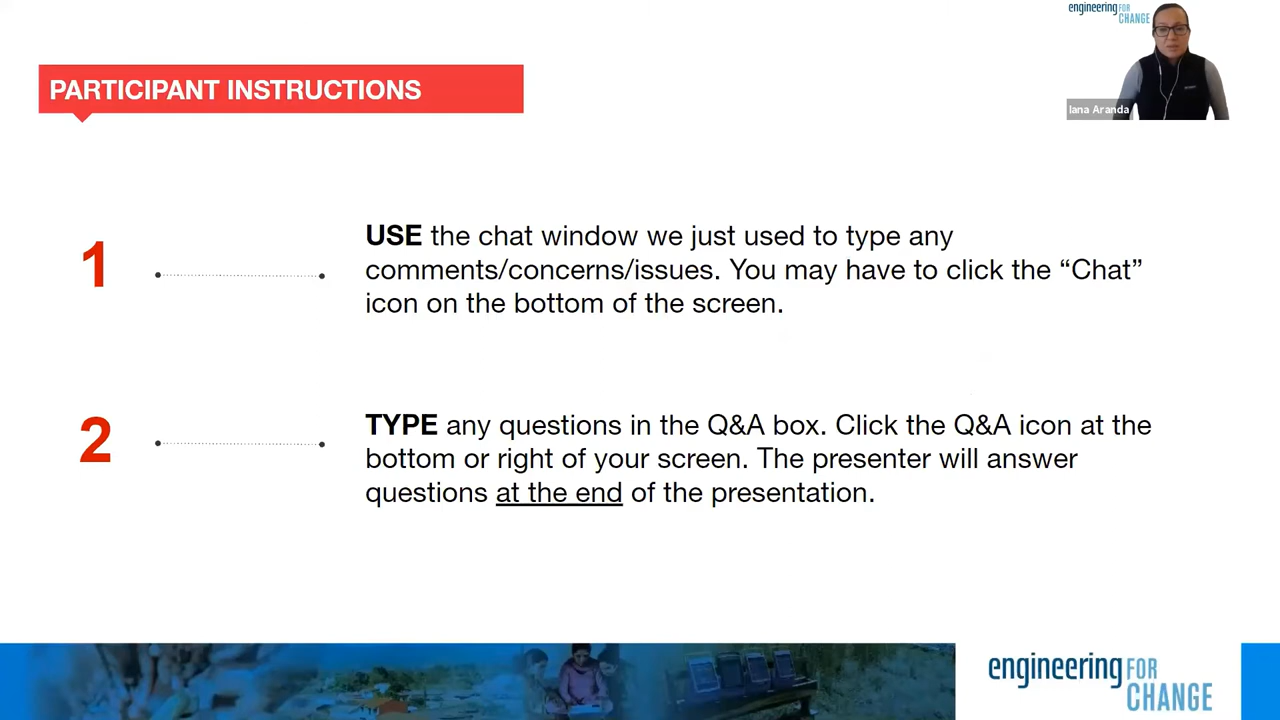 engineering FOR
CHANGE
PARTICIPANT INSTRUCTIONS
Iana Aranda
1
USE the chat window we just used to type any
comments/concerns/issues. You may have to click the “Chat”
icon on the bottom of the screen.
2
TYPE any questions in the Q&A box. Click the Q&A icon at the
bottom or right of your screen. The presenter will answer
questions at the end of the presentation.
engineering FOR
CHANGE